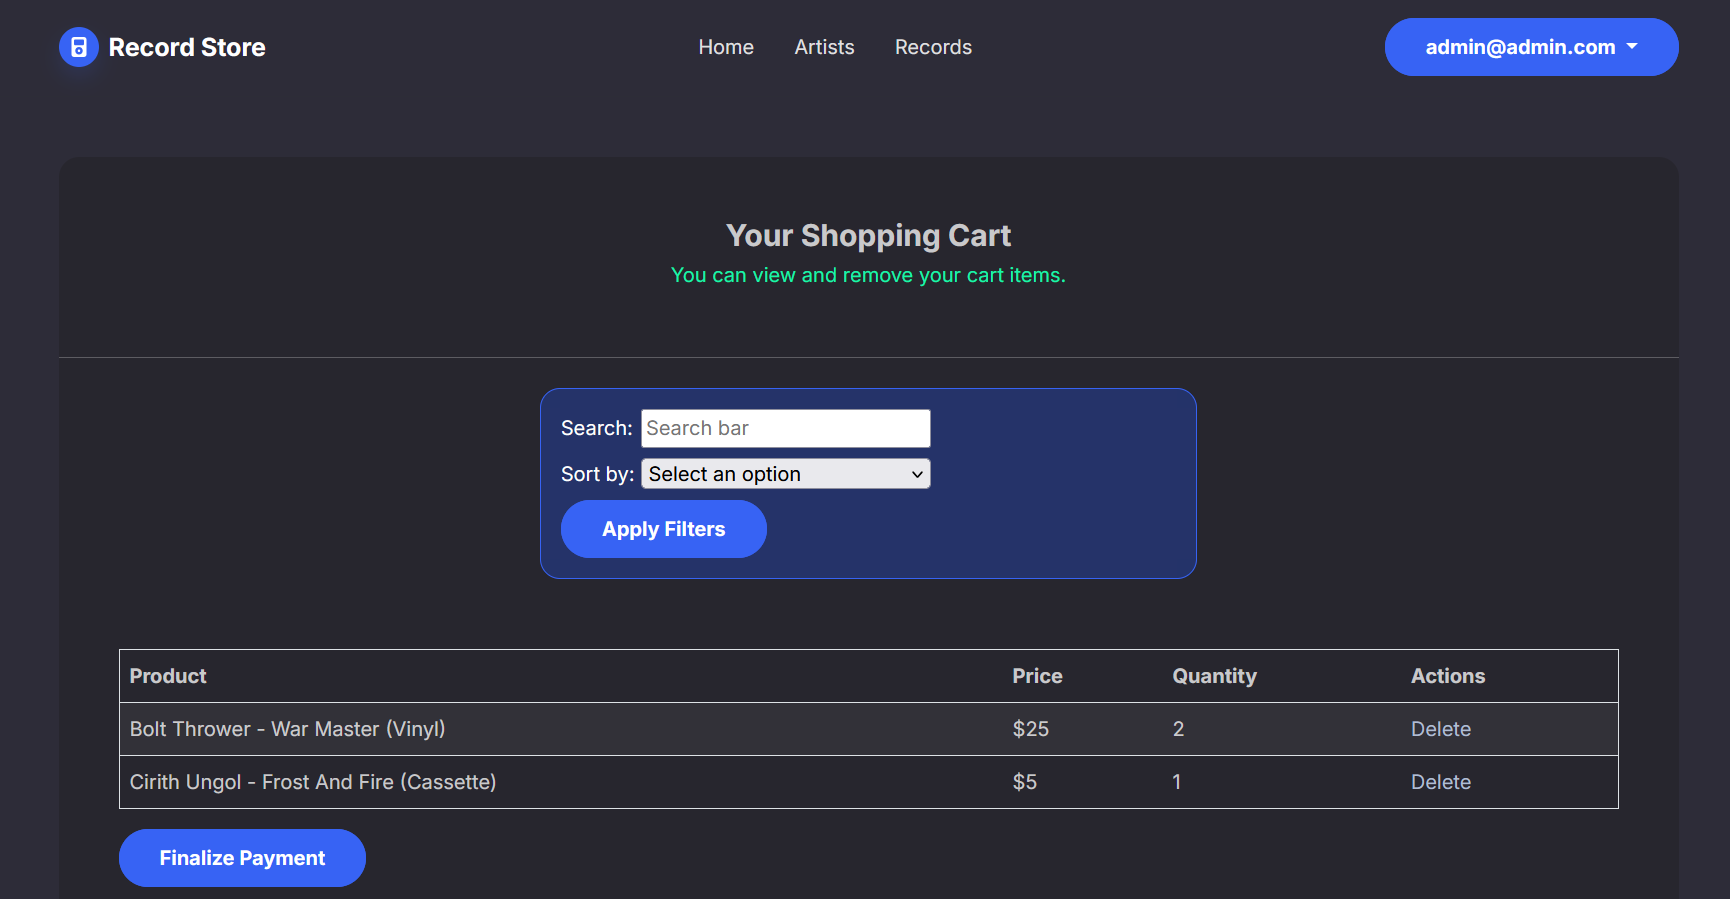 Record Store
Home Artists Records
admin@admin.com
Your Shopping Cart
You can view and remove your cart items.
Search: Search bar
Sort by: Select an option
Apply Filters
Product Price Quantity Actions
Bolt Thrower - War Master (Vinyl) $25 2 Delete
Cirith Ungol - Frost And Fire (Cassette) $5 1 Delete
Finalize Payment